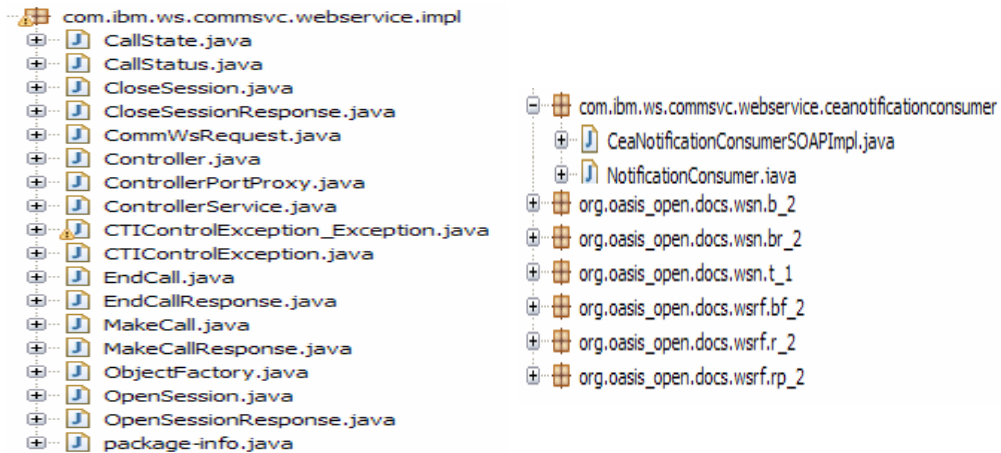 com.ibm.ws.commsvc.webservice.impl
CallState.java
CallStatus.java
CloseSession.java
CloseSessionResponse.java
CommWsRequest.java
Controller.java
ControllerPortProxy.java
ControllerService.java
CTIControlException_Exception.java
CTIControlException.java
EndCall.java
EndCallResponse.java
MakeCall.java
MakeCallResponse.java
ObjectFactory.java
OpenSession.java
OpenSessionResponse.java
package-info.java
com.ibm.ws.commsvc.webservice.ceanotificationconsumer
CeaNotificationConsumerSOAPImpl.java
NotificationConsumer.java
org.oasis_open.docs.wsn.b_2
org.oasis_open.docs.wsn.br_2
org.oasis_open.docs.wsn.t_1
org.oasis_open.docs.wsrf.bf_2
org.oasis_open.docs.wsrf.r_2
org.oasis_open.docs.wsrf.rp_2